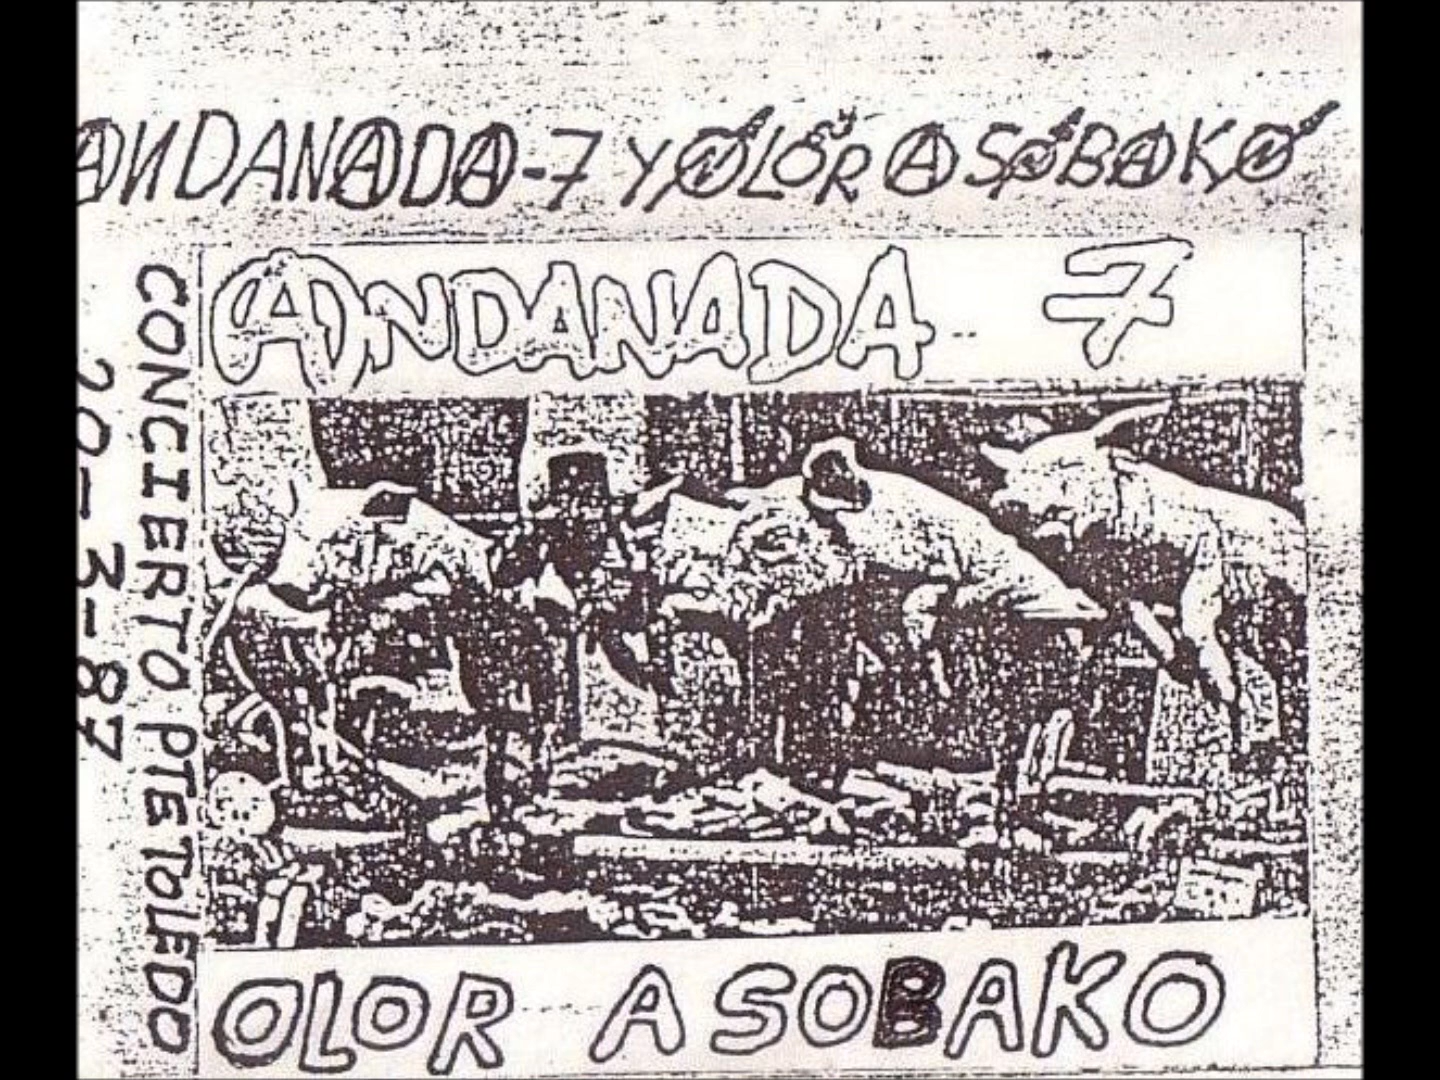 ANDANADA-7 Y OLOR A SOBAKO
ANDANADA 7
CONCIERTO PTE TOLEDO
20-3-87
OLOR A SOBAKO